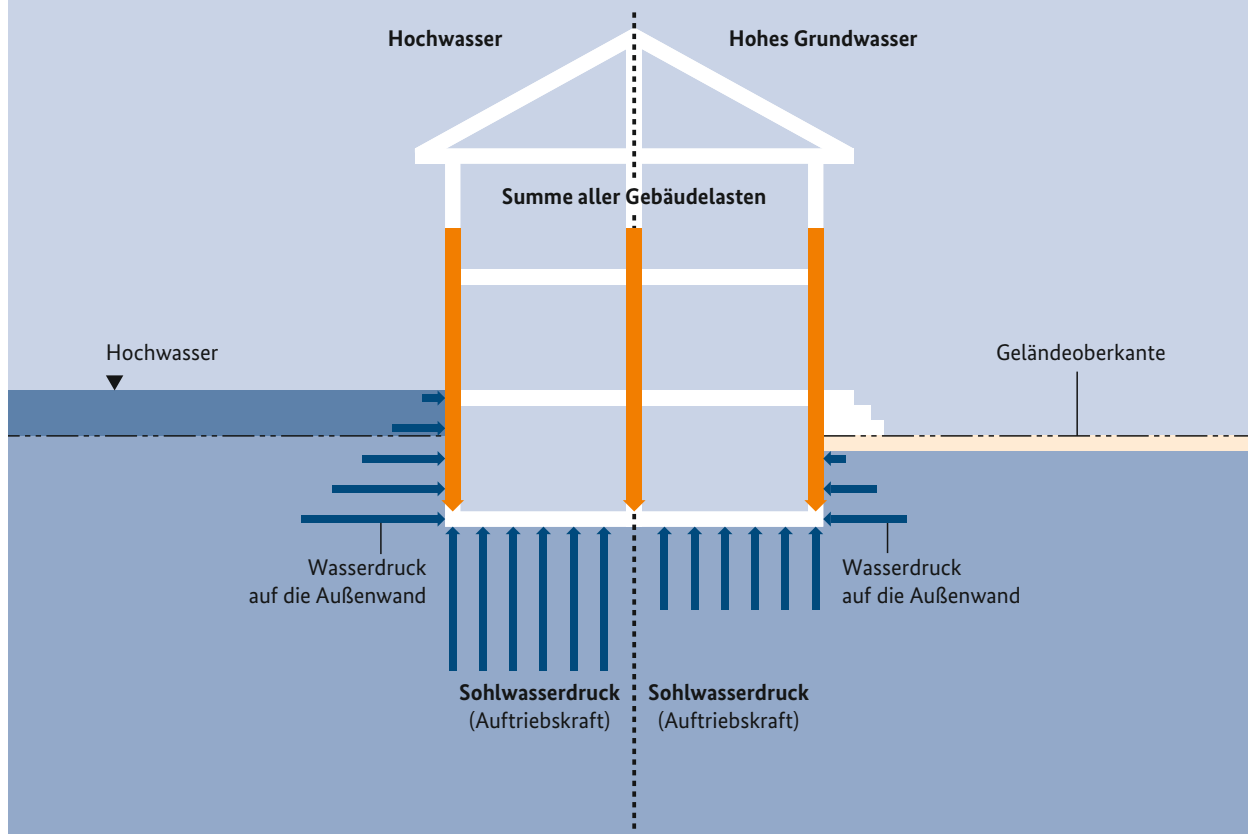 Hochwasser
Hohes Grundwasser
Summe aller Gebäudelasten
Hochwasser
Geländeoberkante
Wasserdruck
auf die Außenwand
Wasserdruck
auf die Außenwand
Sohlwasserdruck
(Auftriebskraft)
Sohlwasserdruck
(Auftriebskraft)